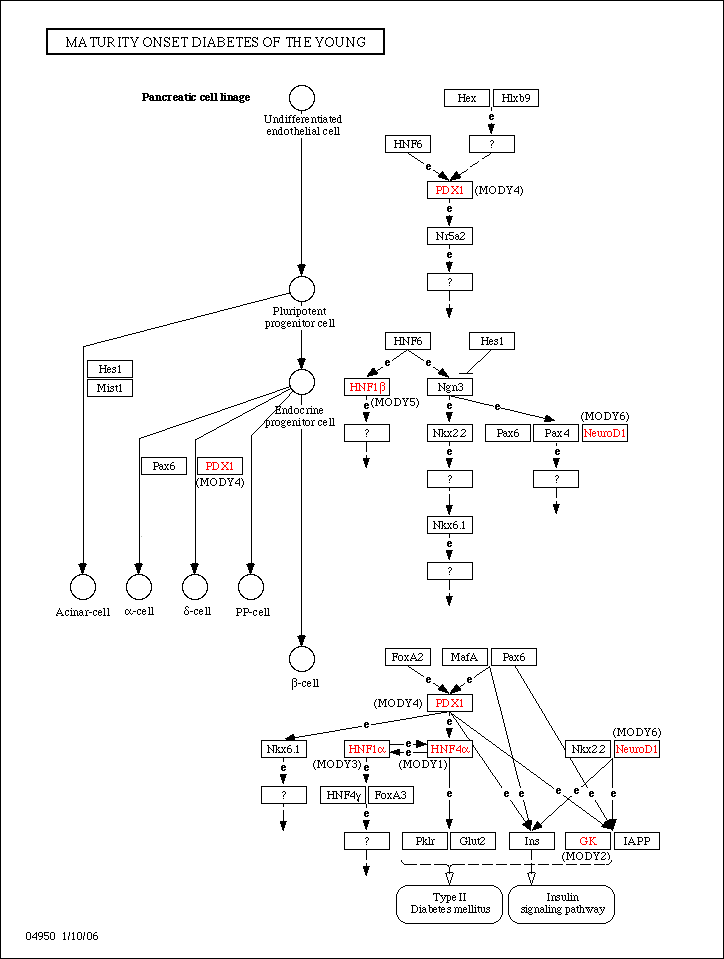 MATURITY ONSET DIABETES OF THE YOUNG
Pancreatic cell linage
Undifferentiated
endothelial cell
Hex
Hlxb9
e
HNF6
?
e
PDX1
(MODY4)
e
Nr5a2
e
?
Pluripotent
progenitor cell
HNF6
Hes1
e
e
Hes1
Mist1
HNF1β
(MODY5)
Ngn3
e
e
e
Endocrine
progenitor cell
?
Nkx2.2
Pax6
Pax4
(MODY6)
NeuroD1
e
e
Pax6
PDX1
(MODY4)
?
?
e
Nkx6.1
e
?
Acinar-cell
α-cell
δ-cell
PP-cell
β-cell
FoxA2
MafA
Pax6
e
e
(MODY4)
PDX1
e
e
Nkx6.1
HNF1α
(MODY3)
e
e
HNF4α
(MODY1)
Nkx2.2
(MODY6)
NeuroD1
e
e
?
HNF4γ
FoxA3
e
e
e
e
e
e
e
e
?
Pklr
Glut2
Ins
GK
(MODY2)
IAPP
Type II
Diabetes mellitus
Insulin
signaling pathway
04950 1/10/06